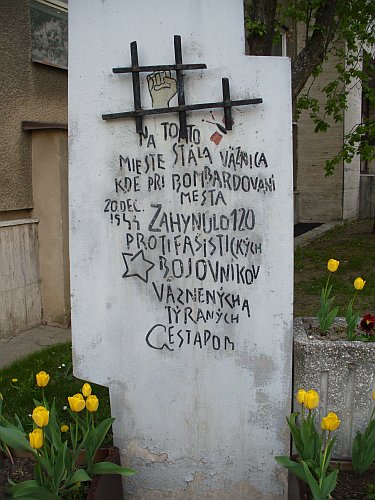 NA TOMTO
MIESTE STÁLA VÄZNICA
KDE PRI BOMBARDOVANÍ
MESTA
20.DEC. 1944 ZAHYNULO 120
PROTIFAŠISTICKÝCH
BOJOVNÍKOV
VÄZNENÝCH A
TÝRANÝCH
GESTAPOM